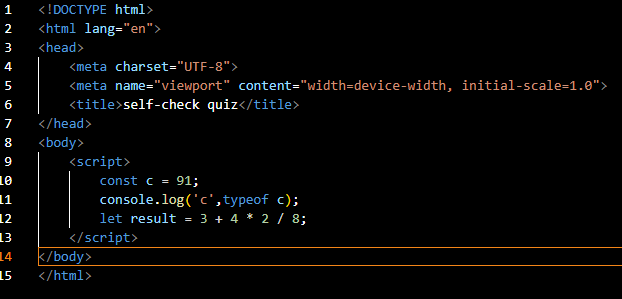 1 <!DOCTYPE html>
2 <html lang="en">
3 <head>
4     <meta charset="UTF-8">
5     <meta name="viewport" content="width=device-width, initial-scale=1.0">
6     <title>self-check quiz</title>
7 </head>
8 <body>
9     <script>
10         const c = 91;
11         console.log('c',typeof c);
12         let result = 3 + 4 * 2 / 8;
13     </script>
14 </body>
15 </html>